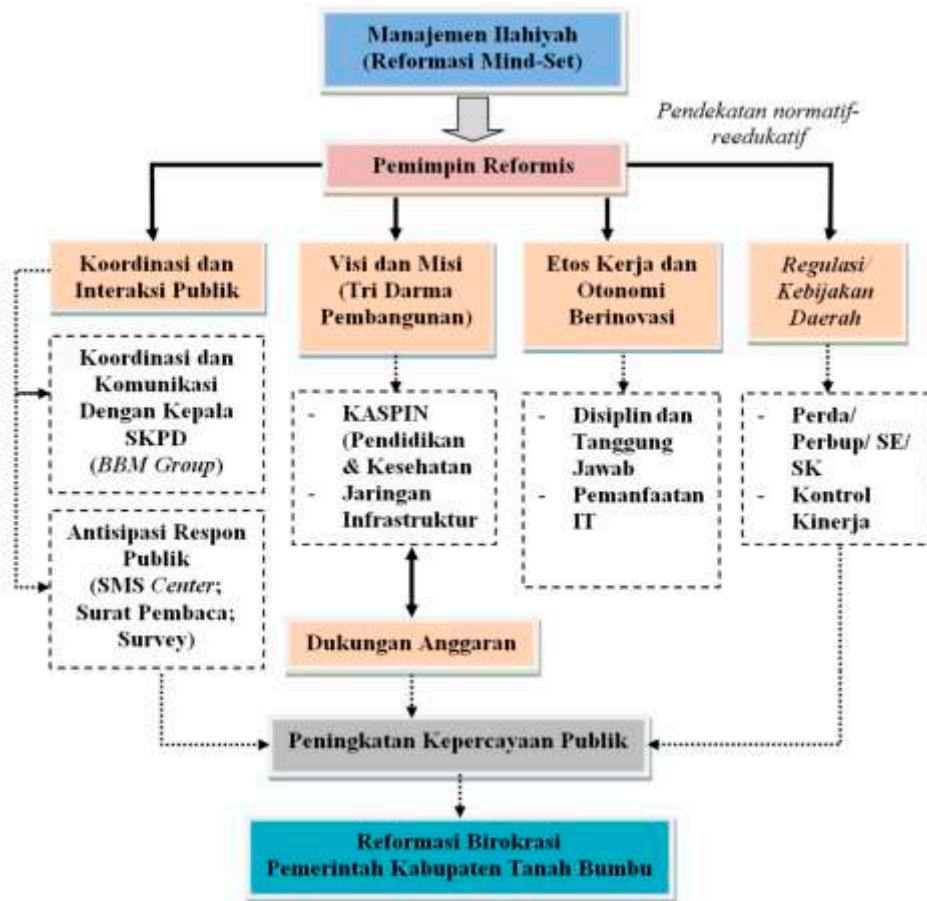 Manajemen Ilahiyah
(Reformasi Mind-Set)
Pendekatan normatif-
reedukatif
Pemimpin Reformis
Koordinasi dan
Interaksi Publik
Visi dan Misi
(Tri Darma
Pembangunan)
Etos Kerja dan
Otonomi
Berinovasi
Regulasi/
Kebijakan
Daerah
Koordinasi dan
Komunikasi
Dengan Kepala
SKPD
(BBM Group)
- KASPIN
(Pendidikan
& Kesehatan
- Jaringan
Infrastruktur
- Disiplin dan
Tanggung
Jawab
- Pemanfaatan
IT
- Perda/
Perbup/ SE/
SK
- Kontrol
Kinerja
Antisipasi Respon
Publik
(SMS Center;
Surat Pembaca;
Survey)
Dukungan Anggaran
Peningkatan Kepercayaan Publik
Reformasi Birokrasi
Pemerintah Kabupaten Tanah Bumbu